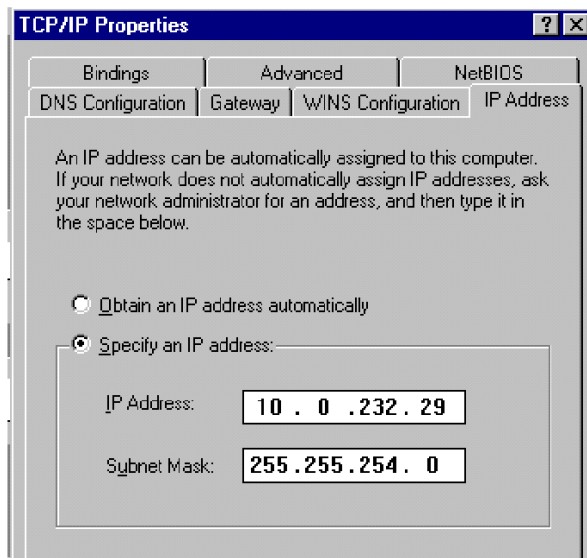 TCP/IP Properties
? X
Bindings Advanced NetBIOS
DNS Configuration Gateway WINS Configuration IP Address
An IP address can be automatically assigned to this computer.
If your network does not automatically assign IP addresses, ask
your network administrator for an address, and then type it in
the space below.
Obtain an IP address automatically
Specify an IP address:
IP Address: 10 . 0 .232. 29
Subnet Mask: 255.255.254. 0